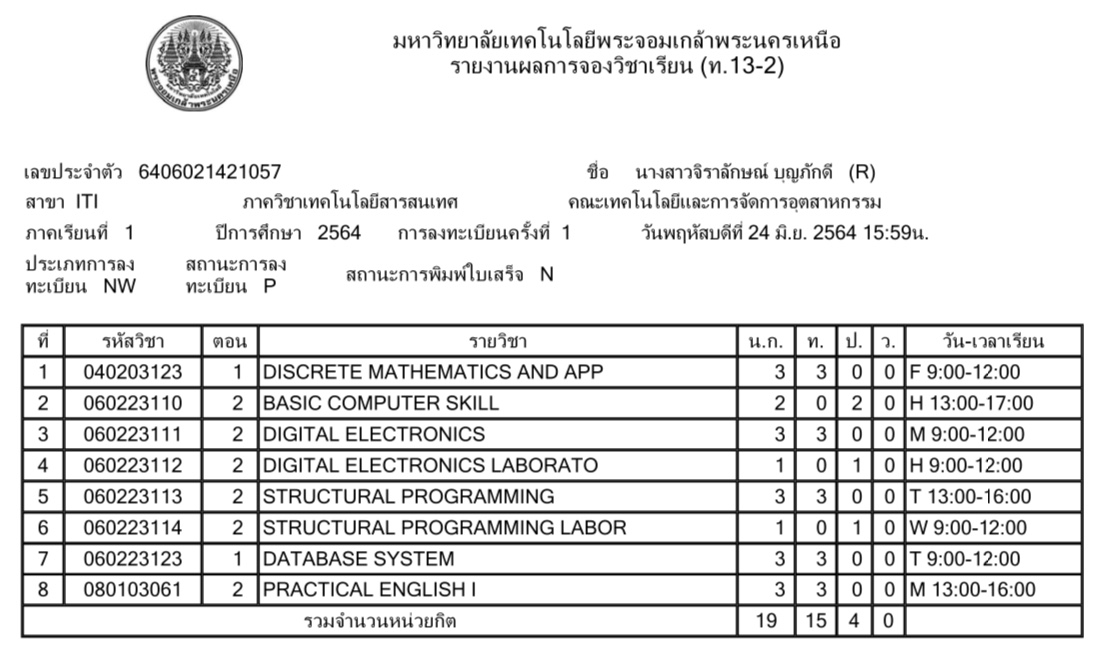 มหาวิทยาลัยเทคโนโลยีพระจอมเกล้าพระนครเหนือ
รายงานผลการจองวิชาเรียน (ท.13-2)
เลขประจำตัว 6406021421057 ชื่อ นางสาวจิราลักษณ์ บุญภักดี (R)
สาขา ITI ภาควิชาเทคโนโลยีสารสนเทศ คณะเทคโนโลยีและการจัดการอุตสาหกรรม
ภาคเรียนที่ 1 ปีการศึกษา 2564 การลงทะเบียนครั้งที่ 1 วันพฤหัสบดีที่ 24 มิ.ย. 2564 15:59น.
ประเภทการลง สถานะการลง สถานะการพิมพ์ใบเสร็จ N
ทะเบียน NW ทะเบียน P
ที่ รหัสวิชา ตอน รายวิชา น.ก. ท. ป. ว. วัน-เวลาเรียน
1 040203123 1 DISCRETE MATHEMATICS AND APP 3 3 0 0 F 9:00-12:00
2 060223110 2 BASIC COMPUTER SKILL 2 0 2 0 H 13:00-17:00
3 060223111 2 DIGITAL ELECTRONICS 3 3 0 0 M 9:00-12:00
4 060223112 2 DIGITAL ELECTRONICS LABORATO 1 0 1 0 H 9:00-12:00
5 060223113 2 STRUCTURAL PROGRAMMING 3 3 0 0 T 13:00-16:00
6 060223114 2 STRUCTURAL PROGRAMMING LABOR 1 0 1 0 W 9:00-12:00
7 060223123 1 DATABASE SYSTEM 3 3 0 0 T 9:00-12:00
8 080103061 2 PRACTICAL ENGLISH I 3 3 0 0 M 13:00-16:00
รวมจำนวนหน่วยกิต 19 15 4 0